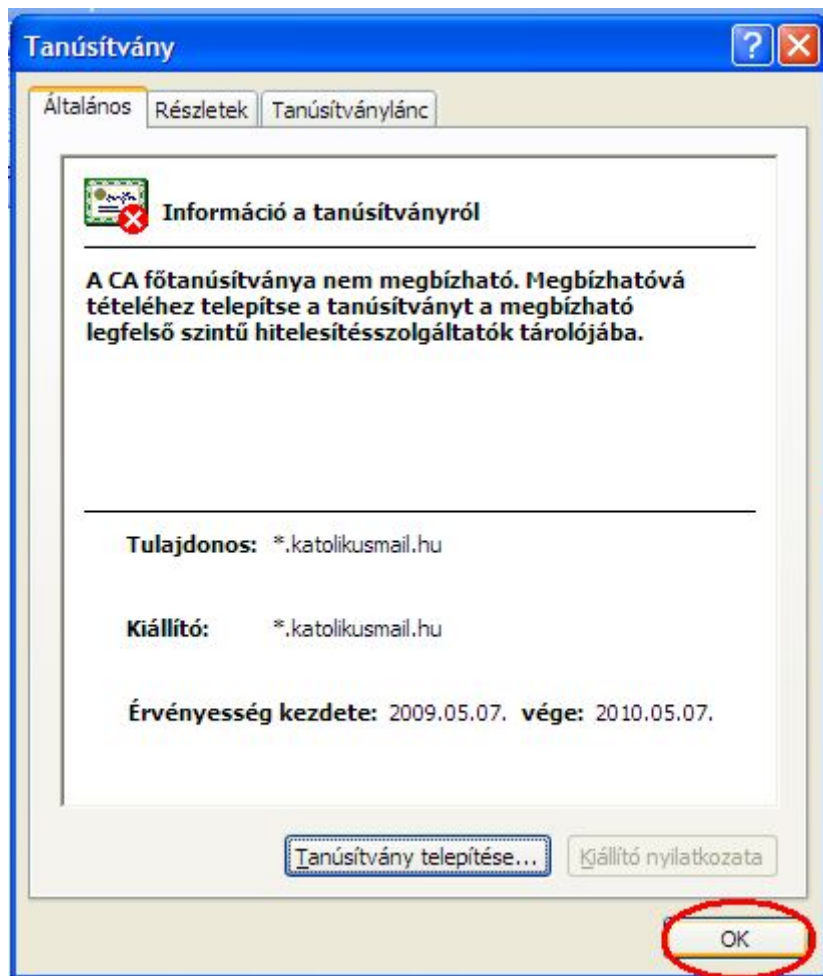 Tanúsítvány
Általános Részletek Tanúsítványlánc
Információ a tanúsítványról
A CA főtanúsítványa nem megbízható. Megbízhatóvá
tételéhez telepítse a tanúsítványt a megbízható
legfelső szintű hitelesítésszolgáltatók tárolójába.
Tulajdonos: *.katolikusmail.hu
Kiállító: *.katolikusmail.hu
Érvényesség kezdete: 2009.05.07. vége: 2010.05.07.
Tanúsítvány telepítése... Kiállító nyilatkozata
OK